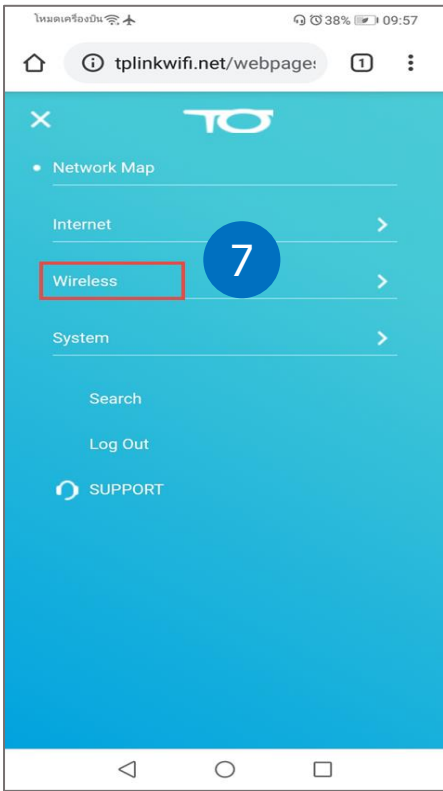 โหมดเครื่องบิน 38% 09:57
tplinkwifi.net/webpage: 1
TOT
Network Map
Internet
7
Wireless
System
Search
Log Out
SUPPORT